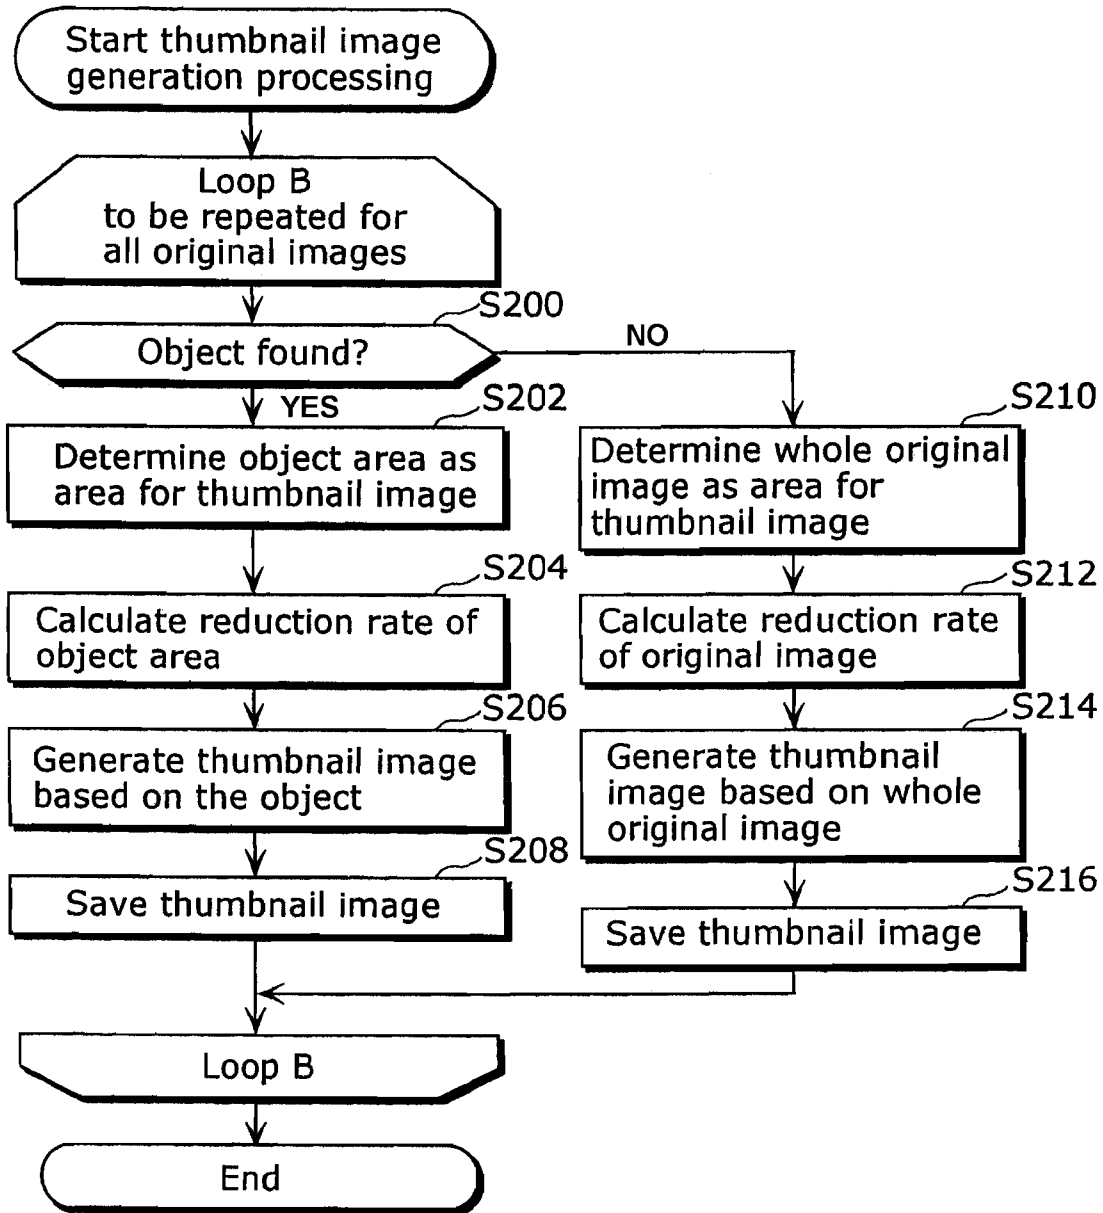 Start thumbnail image
generation processing
Loop B
to be repeated for
all original images
S200
Object found?
NO
YES
S202
Determine object area as
area for thumbnail image
S204
Calculate reduction rate of
object area
S206
Generate thumbnail image
based on the object
S208
Save thumbnail image
S210
Determine whole original
image as area for
thumbnail image
S212
Calculate reduction rate
of original image
S214
Generate thumbnail
image based on whole
original image
S216
Save thumbnail image
Loop B
End